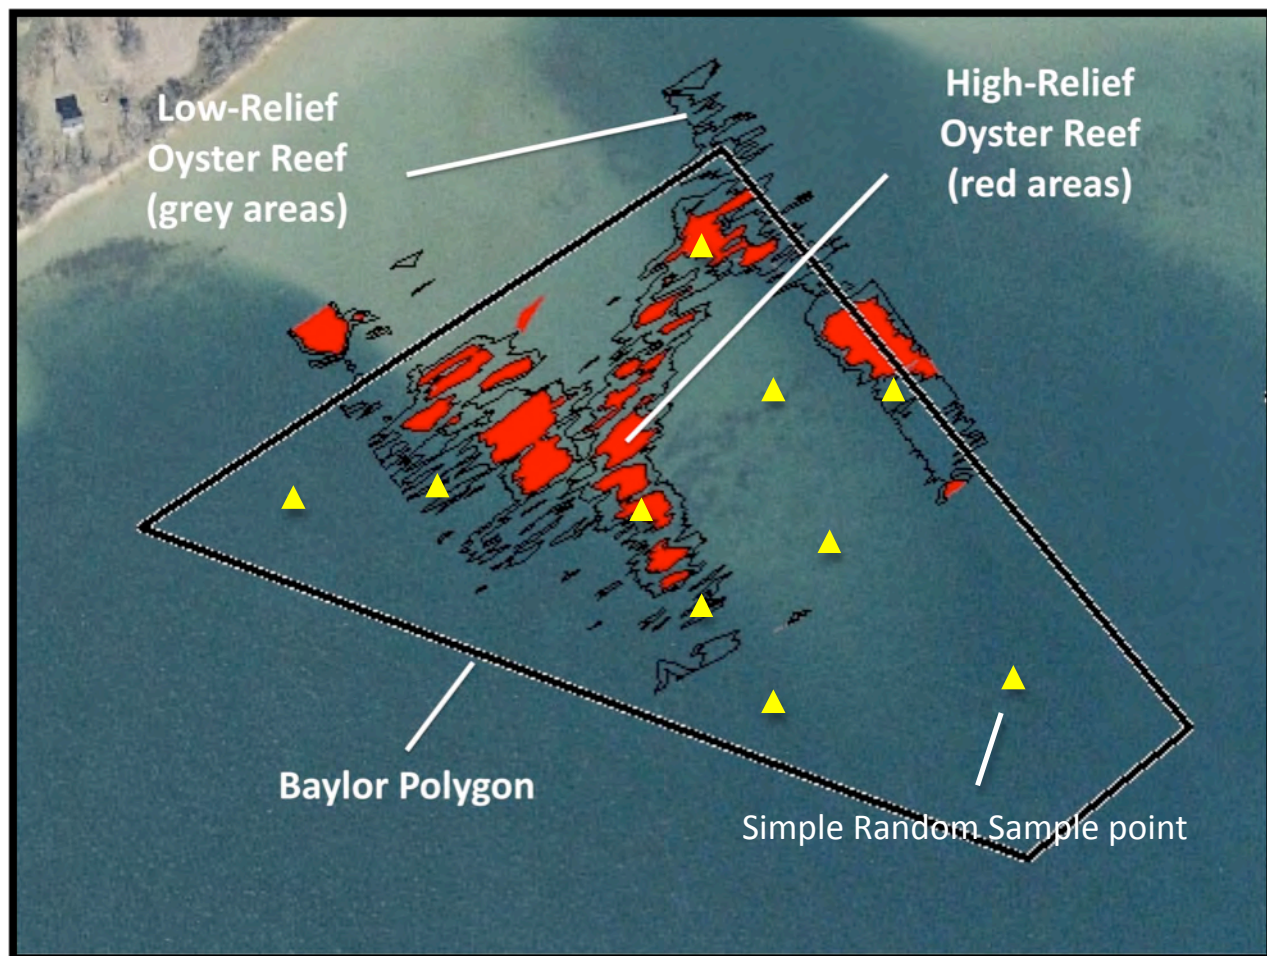 Low-Relief
Oyster Reef
(grey areas)
High-Relief
Oyster Reef
(red areas)
Baylor Polygon
Simple Random Sample point